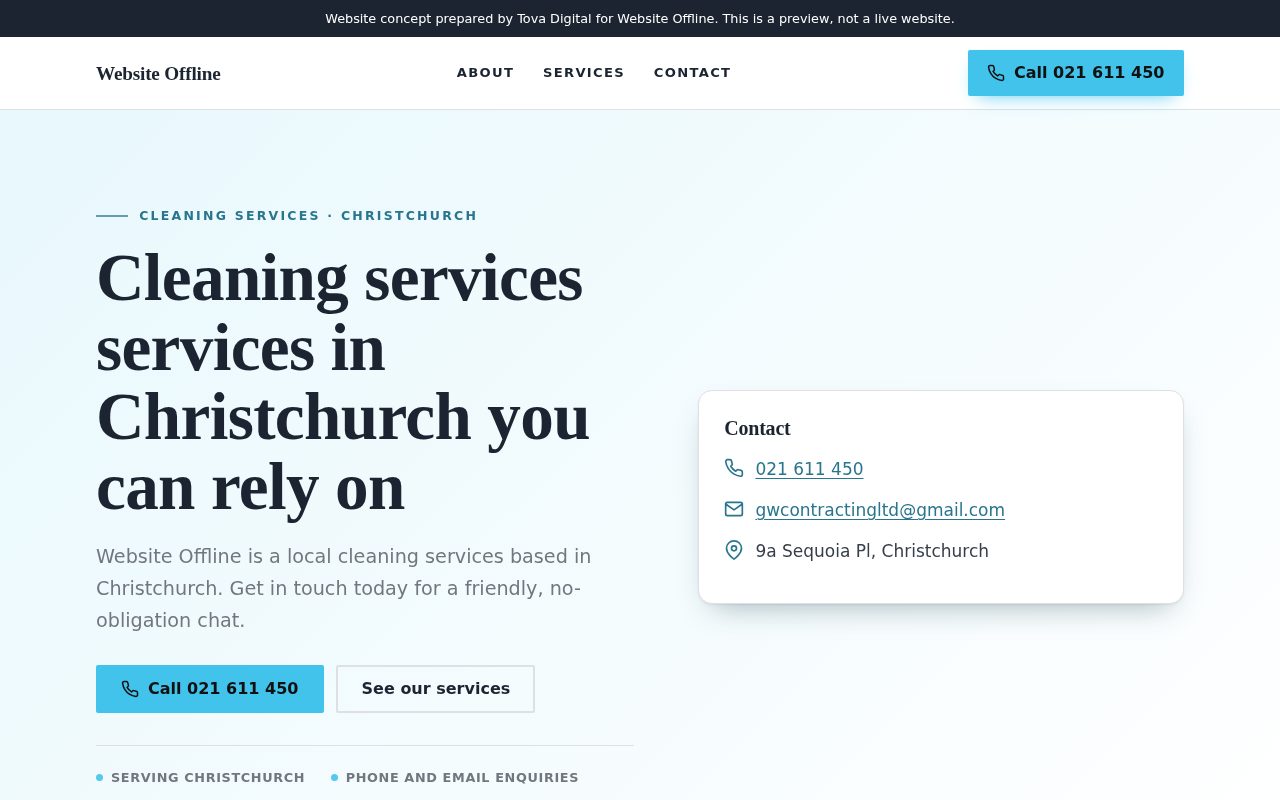 Website concept prepared by Tova Digital for Website Offline. This is a preview, not a live website.
Website Offline
ABOUT
SERVICES
CONTACT
Call 021 611 450
CLEANING SERVICES · CHRISTCHURCH
Cleaning services
services in
Christchurch you
can rely on
Website Offline is a local cleaning services based in
Christchurch. Get in touch today for a friendly, no-
obligation chat.
Call 021 611 450
See our services
SERVING CHRISTCHURCH
PHONE AND EMAIL ENQUIRIES
Contact
021 611 450
gwcontractingltd@gmail.com
9a Sequoia Pl, Christchurch